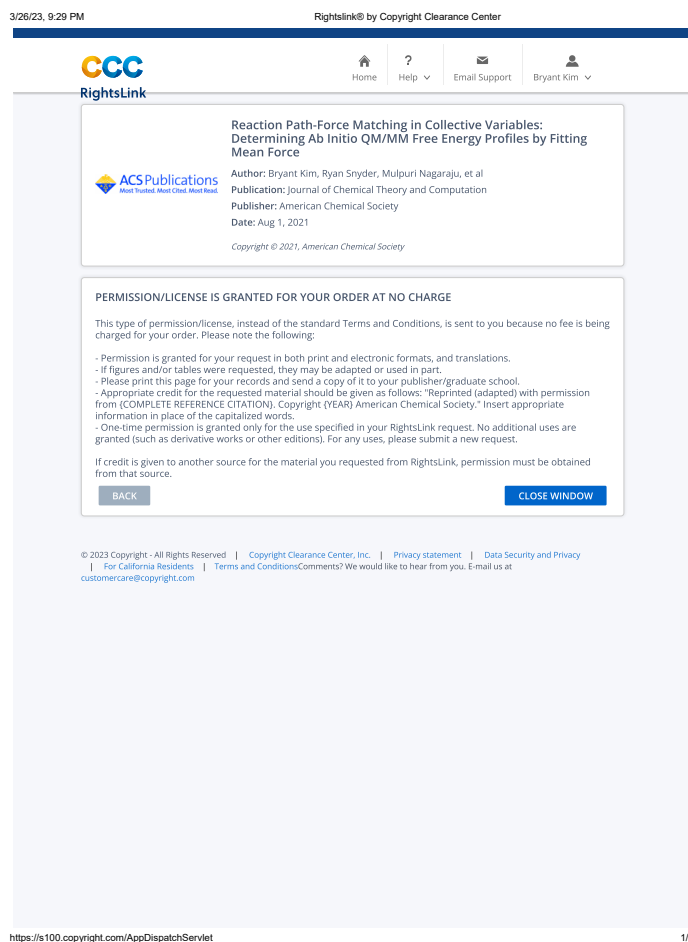 3/26/23, 9:29 PM
Rightslink® by Copyright Clearance Center
CCC
RightsLink
Home
Help
Email Support
Bryant Kim
ACS Publications
Most Trusted. Most Cited. Most Read.
Reaction Path-Force Matching in Collective Variables:
Determining Ab Initio QM/MM Free Energy Profiles by Fitting
Mean Force
Author: Bryant Kim, Ryan Snyder, Mulpuri Nagaraju, et al
Publication: Journal of Chemical Theory and Computation
Publisher: American Chemical Society
Date: Aug 1, 2021
Copyright © 2021, American Chemical Society
PERMISSION/LICENSE IS GRANTED FOR YOUR ORDER AT NO CHARGE
This type of permission/license, instead of the standard Terms and Conditions, is sent to you because no fee is being
charged for your order. Please note the following:
- Permission is granted for your request in both print and electronic formats, and translations.
- If figures and/or tables were requested, they may be adapted or used in part.
- Please print this page for your records and send a copy of it to your publisher/graduate school.
- Appropriate credit for the requested material should be given as follows: "Reprinted (adapted) with permission
from {COMPLETE REFERENCE CITATION}. Copyright {YEAR} American Chemical Society." Insert appropriate
information in place of the capitalized words.
- One-time permission is granted only for the use specified in your RightsLink request. No additional uses are
granted (such as derivative works or other editions). For any uses, please submit a new request.
If credit is given to another source for the material you requested from RightsLink, permission must be obtained
from that source.
BACK
CLOSE WINDOW
© 2023 Copyright - All Rights Reserved | Copyright Clearance Center, Inc. | Privacy statement | Data Security and Privacy
| For California Residents | Terms and ConditionsComments? We would like to hear from you. E-mail us at
customercare@copyright.com
https://s100.copyright.com/AppDispatchServlet
1/